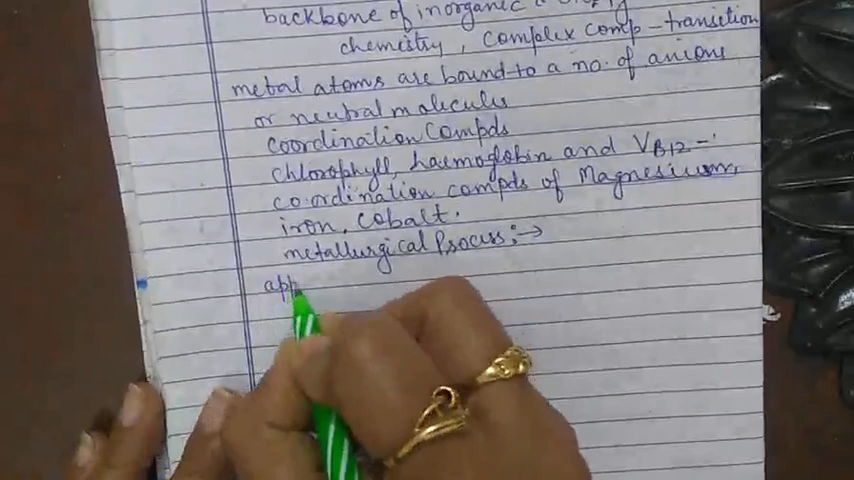 backbone of inorganic
chemistry, complex comp - transition
metal atoms are bound to a no. of anions
or neutral molecules
coordination Compds
chlorophyll, haemoglobin and VB12 -
coordination compds of Magnesium,
iron, Cobalt.
metallurgical Process :→
app